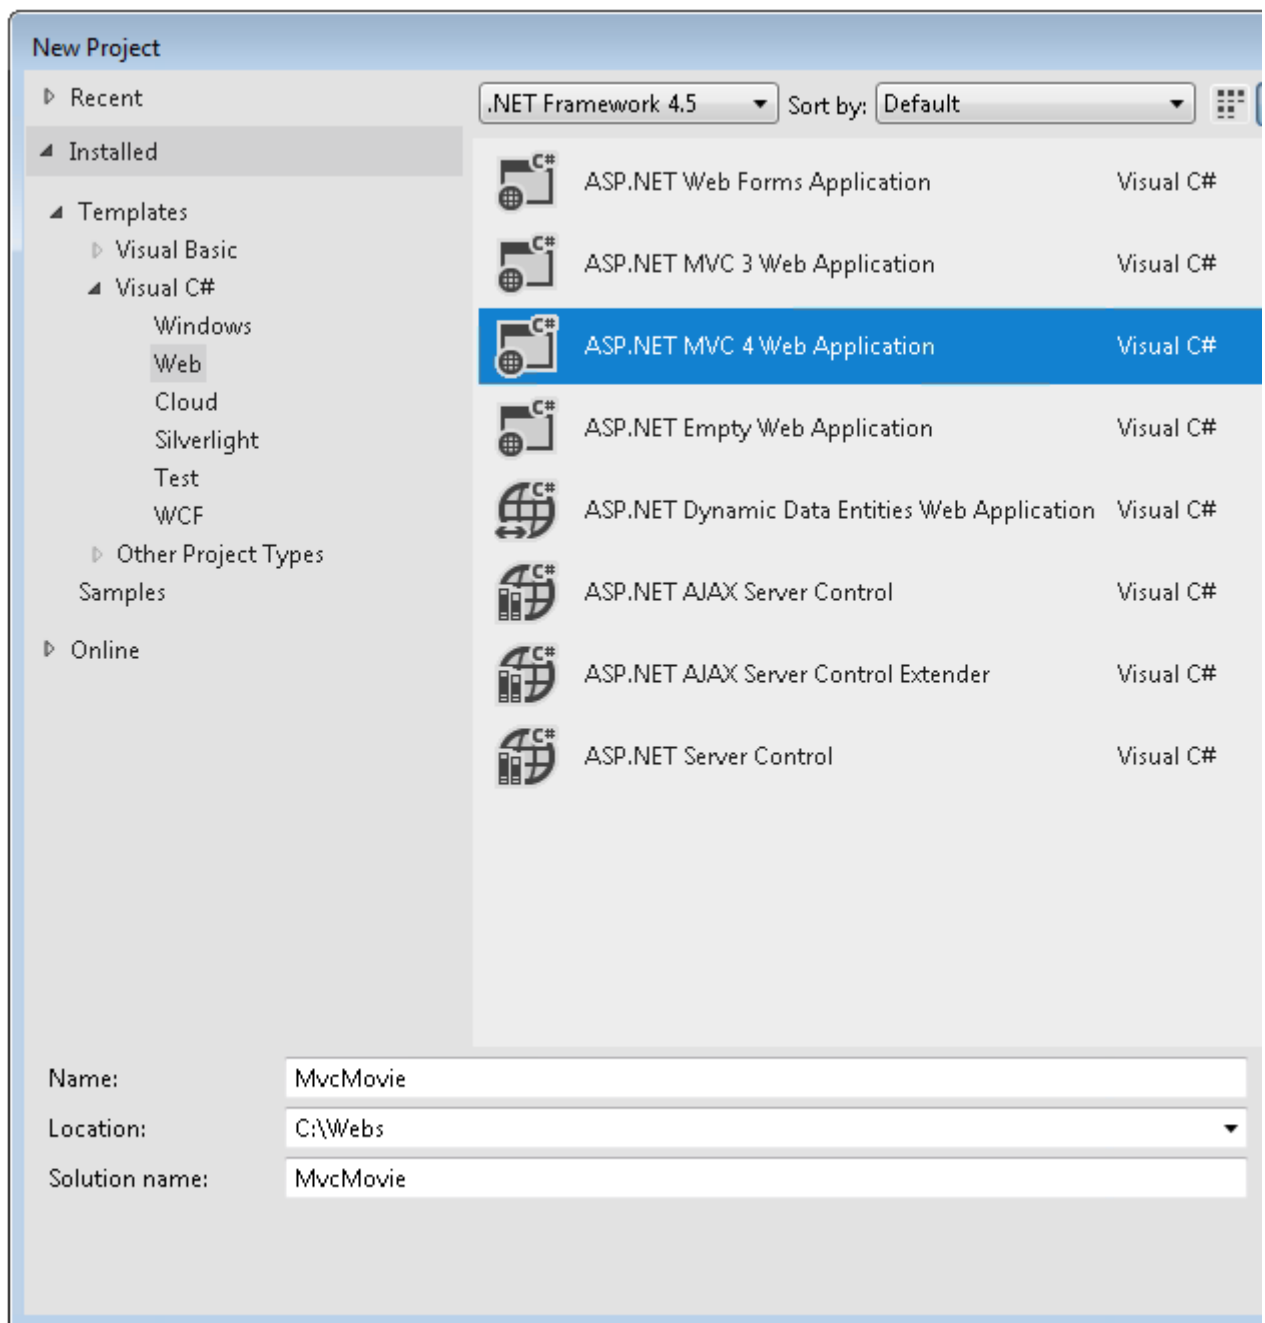 New Project
Recent
Installed
Templates
Visual Basic
Visual C#
Windows
Web
Cloud
Silverlight
Test
WCF
Other Project Types
Samples
Online
.NET Framework 4.5 Sort by: Default
C# ASP.NET Web Forms Application Visual C#
C# ASP.NET MVC 3 Web Application Visual C#
C# ASP.NET MVC 4 Web Application Visual C#
C# ASP.NET Empty Web Application Visual C#
C# ASP.NET Dynamic Data Entities Web Application Visual C#
C# ASP.NET AJAX Server Control Visual C#
C# ASP.NET AJAX Server Control Extender Visual C#
C# ASP.NET Server Control Visual C#
Name: MvcMovie
Location: C:\Webs
Solution name: MvcMovie